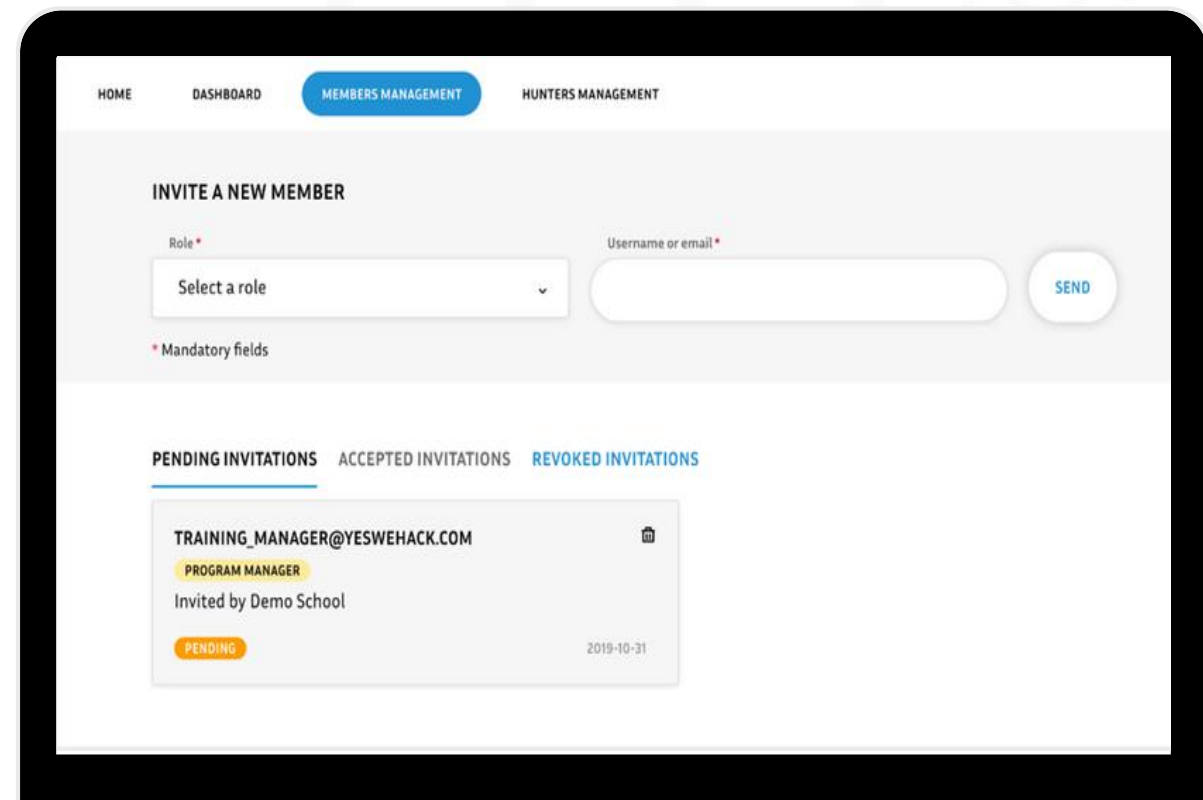 HOME DASHBOARD MEMBERS MANAGEMENT HUNTERS MANAGEMENT
INVITE A NEW MEMBER
Role * Username or email *
Select a role SEND
* Mandatory fields
PENDING INVITATIONS ACCEPTED INVITATIONS REVOKED INVITATIONS
TRAINING_MANAGER@YESWEHACK.COM
PROGRAM MANAGER
Invited by Demo School
PENDING 2019-10-31